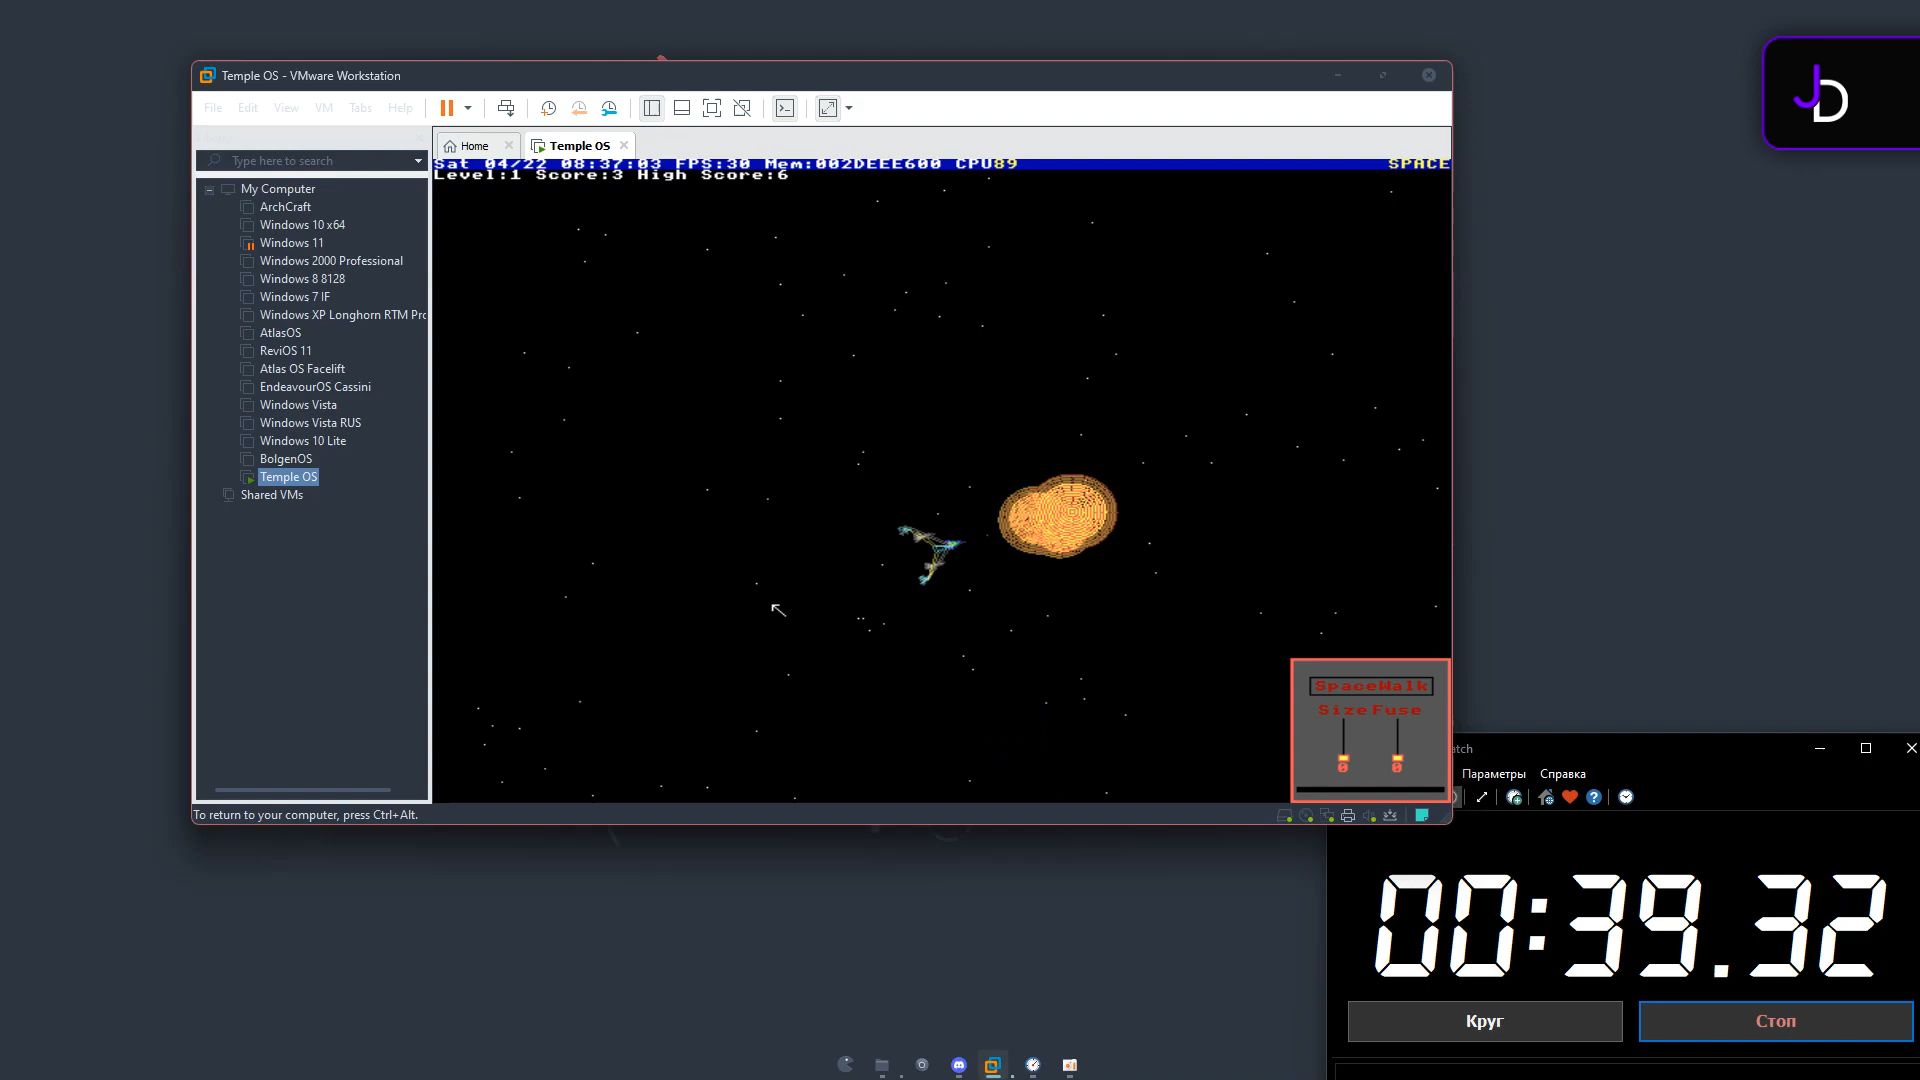 Temple OS - VMware Workstation
File Edit View VM Tabs Help
Type here to search
Home
Temple OS
Sat 04/22 08:37:03 FPS:30 Mem:002DEEE600 CPU89 SPACE
Level:1 Score:3 High Score:6
My Computer
ArchCraft
Windows 10 x64
Windows 11
Windows 2000 Professional
Windows 8 8128
Windows 7 IF
Windows XP Longhorn RTM Pro
AtlasOS
ReviOS 11
Atlas OS Facelift
EndeavourOS Cassini
Windows Vista
Windows Vista RUS
Windows 10 Lite
BolgenOS
Temple OS
Shared VMs
SpaceWalk
Size Fuse
0 0
To return to your computer, press Ctrl+Alt.
JD
atch
Параметры Справка
00:39.32
Круг Стоп